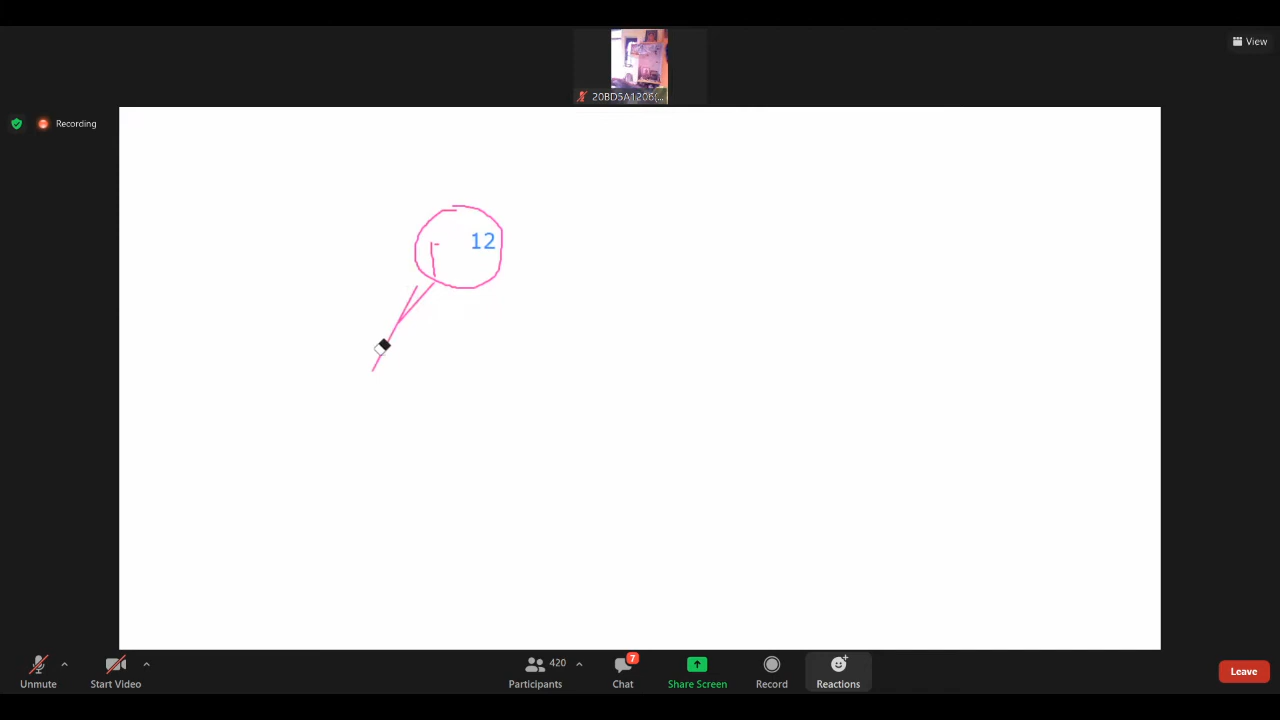 View
20BD5A1206(...
Recording
12
Unmute
Start Video
Participants
420
Chat
7
Share Screen
Record
Reactions
Leave